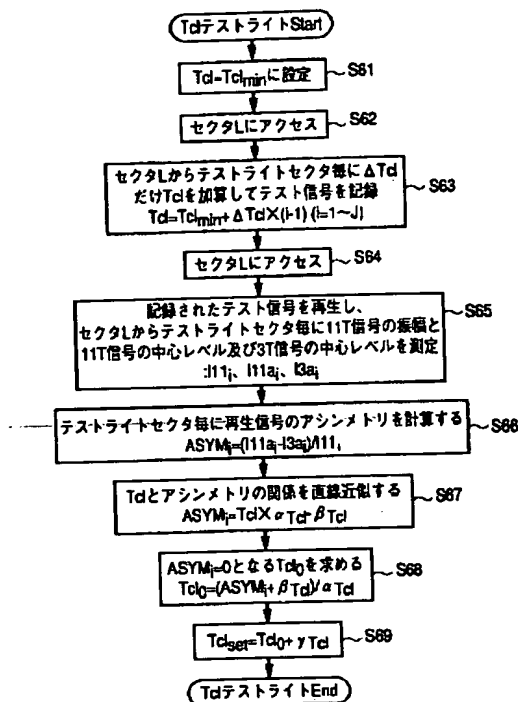 TclテストライトStart
Tcl=Tclminに設定
S61
セクタLにアクセス
S62
セクタLからテストライトセクタ毎にΔTcl
だけTclを加算してテスト信号を記録
Tcl=Tclmin+ΔTcl×(i-1) (i=1~J)
S63
セクタLにアクセス
S64
記録されたテスト信号を再生し、
セクタLからテストライトセクタ毎に11T信号の振幅と
11T信号の中心レベル及び3T信号の中心レベルを測定
:I11i、I11ai、I3ai
S65
テストライトセクタ毎に再生信号のアシンメトリを計算する
ASYMi=(I11ai-I3ai)/I11i
S66
Tclとアシンメトリの関係を直線近似する
ASYMi=Tcl×αTcl-βTcl
S67
ASYMi=0となるTcl0を求める
Tcl0=(ASYMi+βTcl)/αTcl
S68
Tclset=Tcl0+γTcl
S69
TclテストライトEnd